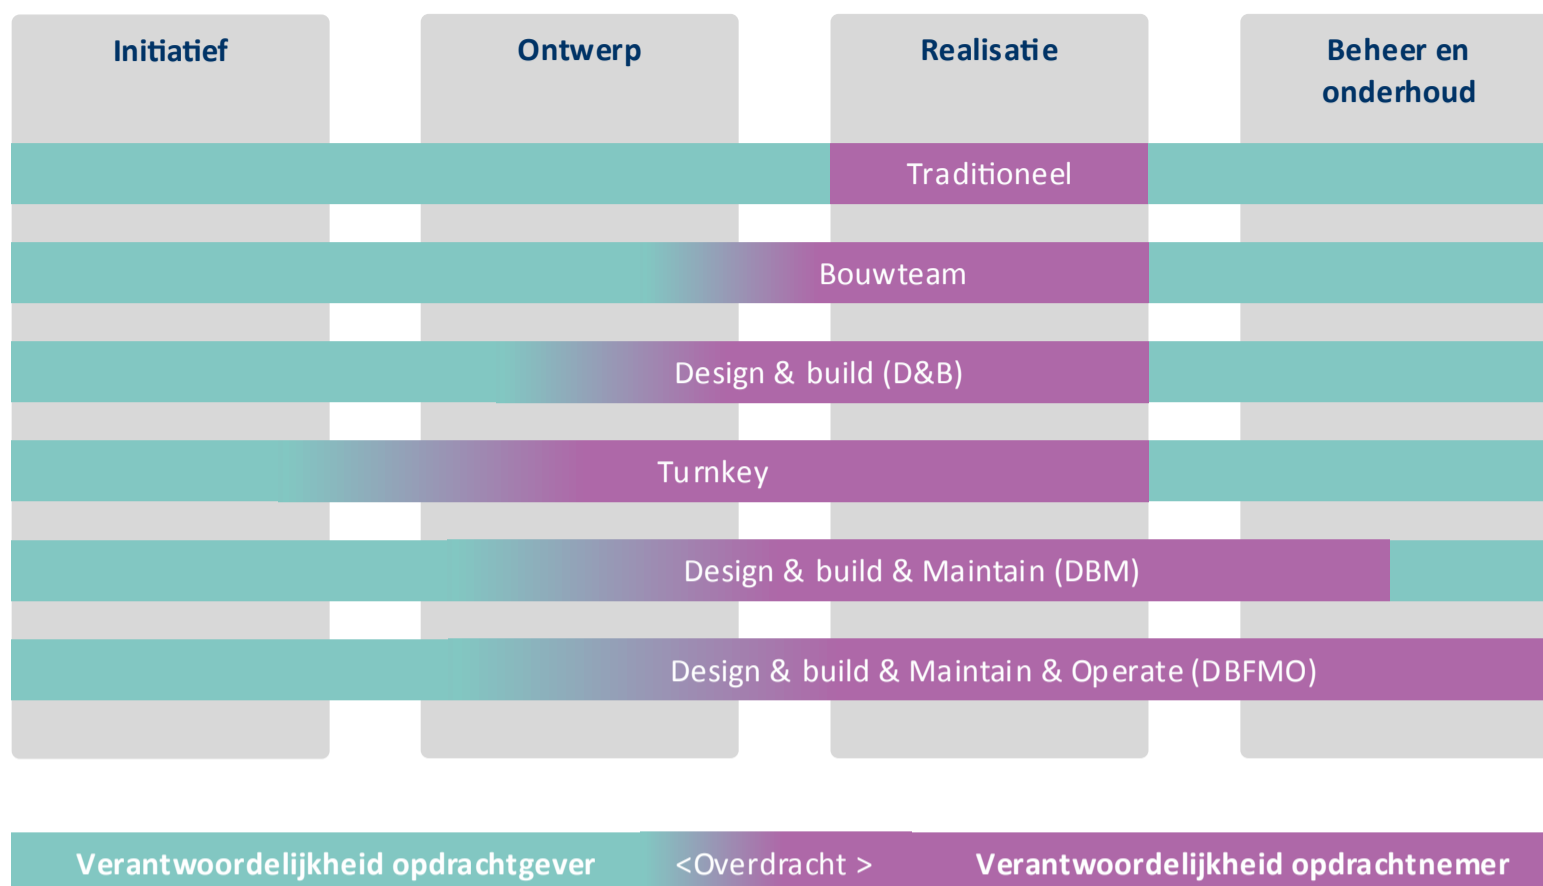 Initiatief
Ontwerp
Realisatie
Beheer en
onderhoud
Traditioneel
Bouwteam
Design & build (D&B)
Turnkey
Design & build & Maintain (DBM)
Design & build & Maintain & Operate (DBFMO)
Verantwoordelijkheid opdrachtgever
<Overdracht >
Verantwoordelijkheid opdrachtnemer